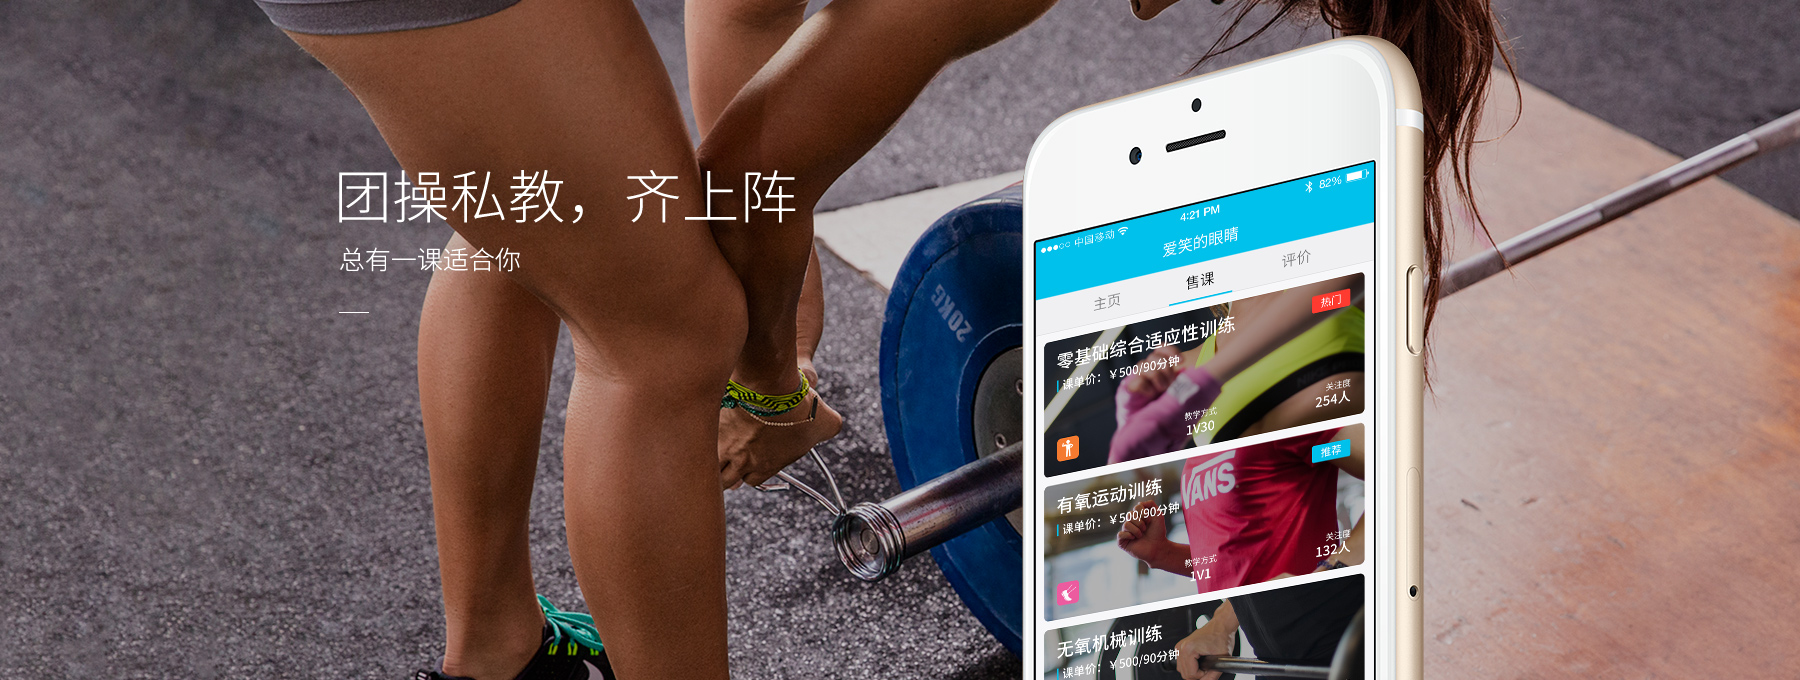 团操私教，齐上阵
总有一课适合你
20KG
中国移动
4:21 PM
82%
爱笑的眼睛
主页
售课
评价
热门
零基础综合适应性训练
课单价：￥500/90分钟
教学方式
1V30
关注度
254人
推荐
VANS
有氧运动训练
课单价：￥500/90分钟
教学方式
1V1
关注度
132人
无氧机械训练
课单价：￥500/90分钟